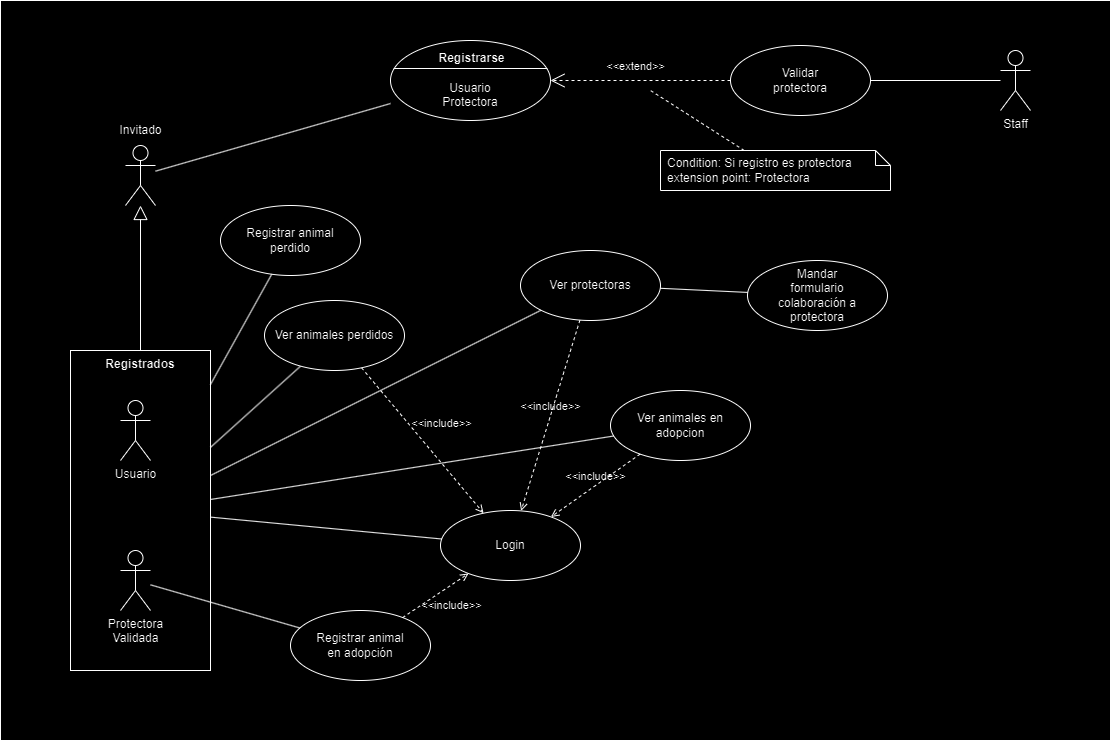 Registrarse
Usuario
Protectora
<<extend>>
Validar
protectora
Staff
Invitado
Condition: Si registro es protectora
extension point: Protectora
Registrar animal
perdido
Ver protectoras
Mandar
formulario
colaboración a
protectora
Ver animales perdidos
Registrados
Usuario
<<include>>
<<include>>
Ver animales en
adopcion
<<include>>
Login
Protectora
Validada
<<include>>
Registrar animal
en adopción